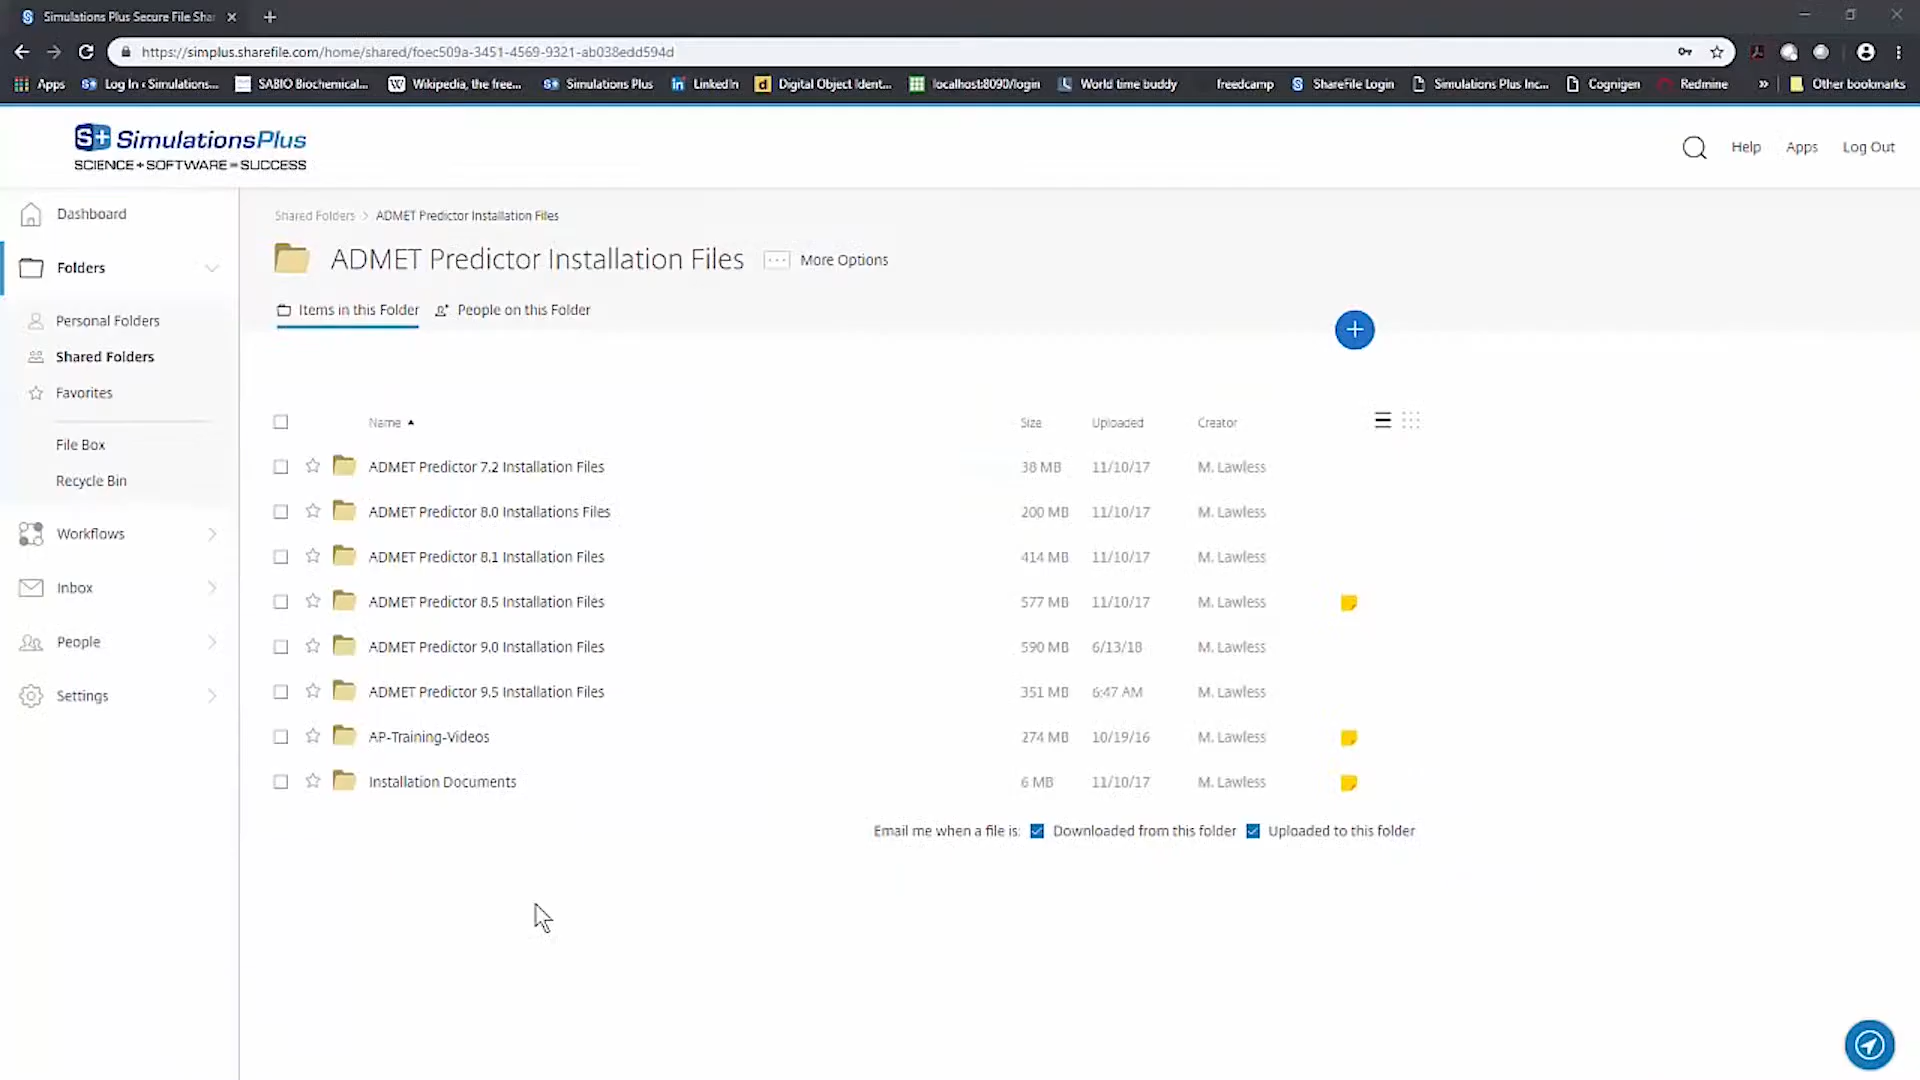 Simulations Plus Secure File Sha
https://simplus.sharefile.com/home/shared/foec509a-3451-4569-9321-ab038edd594d
Apps Log In ‹ Simulations... SABIO Biochemical... Wikipedia, the free... Simulations Plus LinkedIn Digital Object Ident... localhost:8090/login World time buddy freedcamp ShareFile Login Simulations Plus Inc... Cognigen Redmine » Other bookmarks
S+ SimulationsPlus
SCIENCE + SOFTWARE = SUCCESS
Help Apps Log Out
Dashboard
Folders
Personal Folders
Shared Folders
Favorites
File Box
Recycle Bin
Workflows
Inbox
People
Settings
Shared Folders > ADMET Predictor Installation Files
ADMET Predictor Installation Files More Options
Items in this Folder People on this Folder
Name Size Uploaded Creator
ADMET Predictor 7.2 Installation Files 38 MB 11/10/17 M. Lawless
ADMET Predictor 8.0 Installations Files 200 MB 11/10/17 M. Lawless
ADMET Predictor 8.1 Installation Files 414 MB 11/10/17 M. Lawless
ADMET Predictor 8.5 Installation Files 577 MB 11/10/17 M. Lawless
ADMET Predictor 9.0 Installation Files 590 MB 6/13/18 M. Lawless
ADMET Predictor 9.5 Installation Files 351 MB 6:47 AM M. Lawless
AP-Training-Videos 274 MB 10/19/16 M. Lawless
Installation Documents 6 MB 11/10/17 M. Lawless
Email me when a file is: Downloaded from this folder Uploaded to this folder